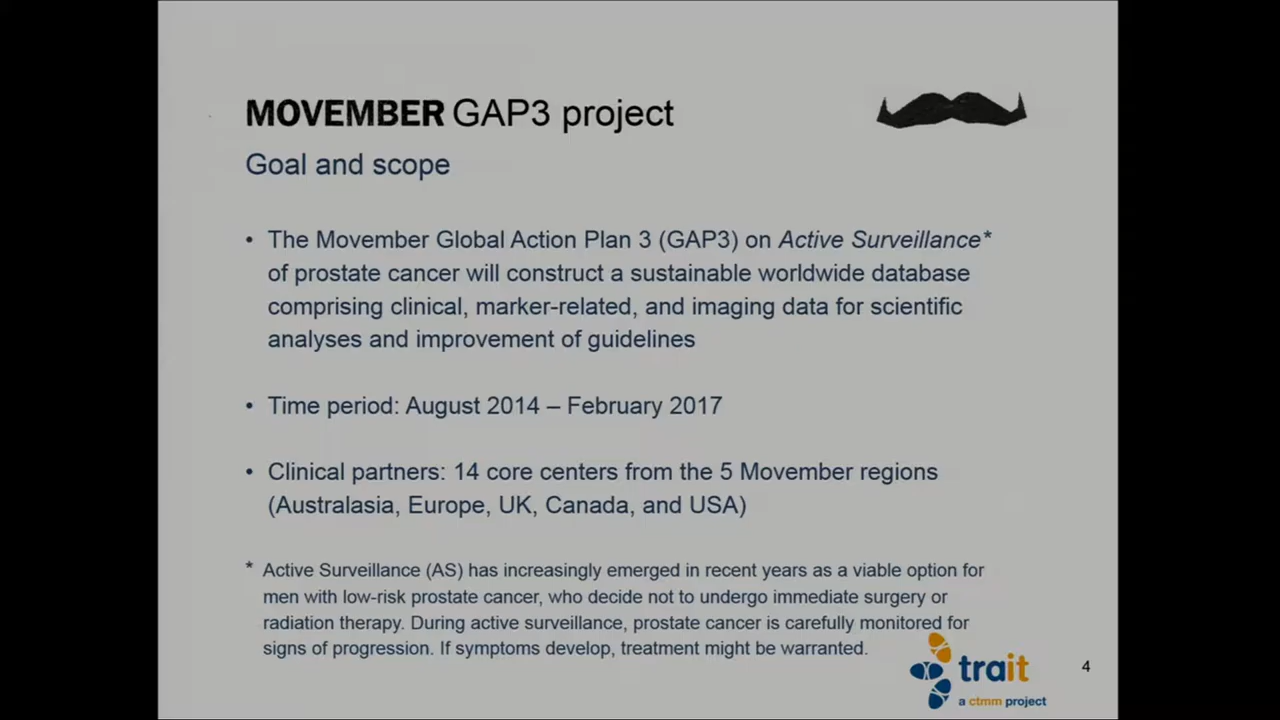 MOVEMBER GAP3 project
Goal and scope
• The Movember Global Action Plan 3 (GAP3) on Active Surveillance*
of prostate cancer will construct a sustainable worldwide database
comprising clinical, marker-related, and imaging data for scientific
analyses and improvement of guidelines
• Time period: August 2014 – February 2017
• Clinical partners: 14 core centers from the 5 Movember regions
(Australasia, Europe, UK, Canada, and USA)
* Active Surveillance (AS) has increasingly emerged in recent years as a viable option for
men with low-risk prostate cancer, who decide not to undergo immediate surgery or
radiation therapy. During active surveillance, prostate cancer is carefully monitored for
signs of progression. If symptoms develop, treatment might be warranted.
trait
a ctmm project
4